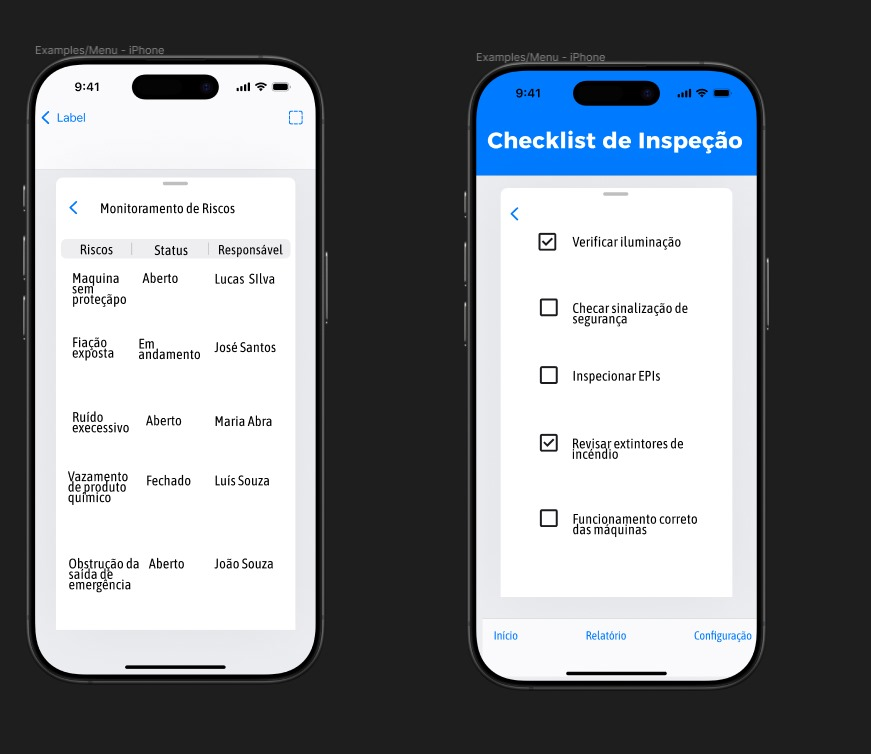 Examples/Menu - iPhone
9:41
Label
Monitoramento de Riscos
Riscos Status Responsável
Maquina Aberto Lucas SIlva
sem
proteçãpo
Fiação Em José Santos
exposta andamento
Ruído Aberto Maria Abra
execessivo
Vazamento Fechado Luís Souza
de produto
químico
Obstrução da Aberto João Souza
saída de
emergência
Examples/Menu - iPhone
9:41
Checklist de Inspeção
Verificar iluminação
Checar sinalização de
segurança
Inspecionar EPIs
Revisar extintores de
incêndio
Funcionamento correto
das máquinas
Início Relatório Configuração